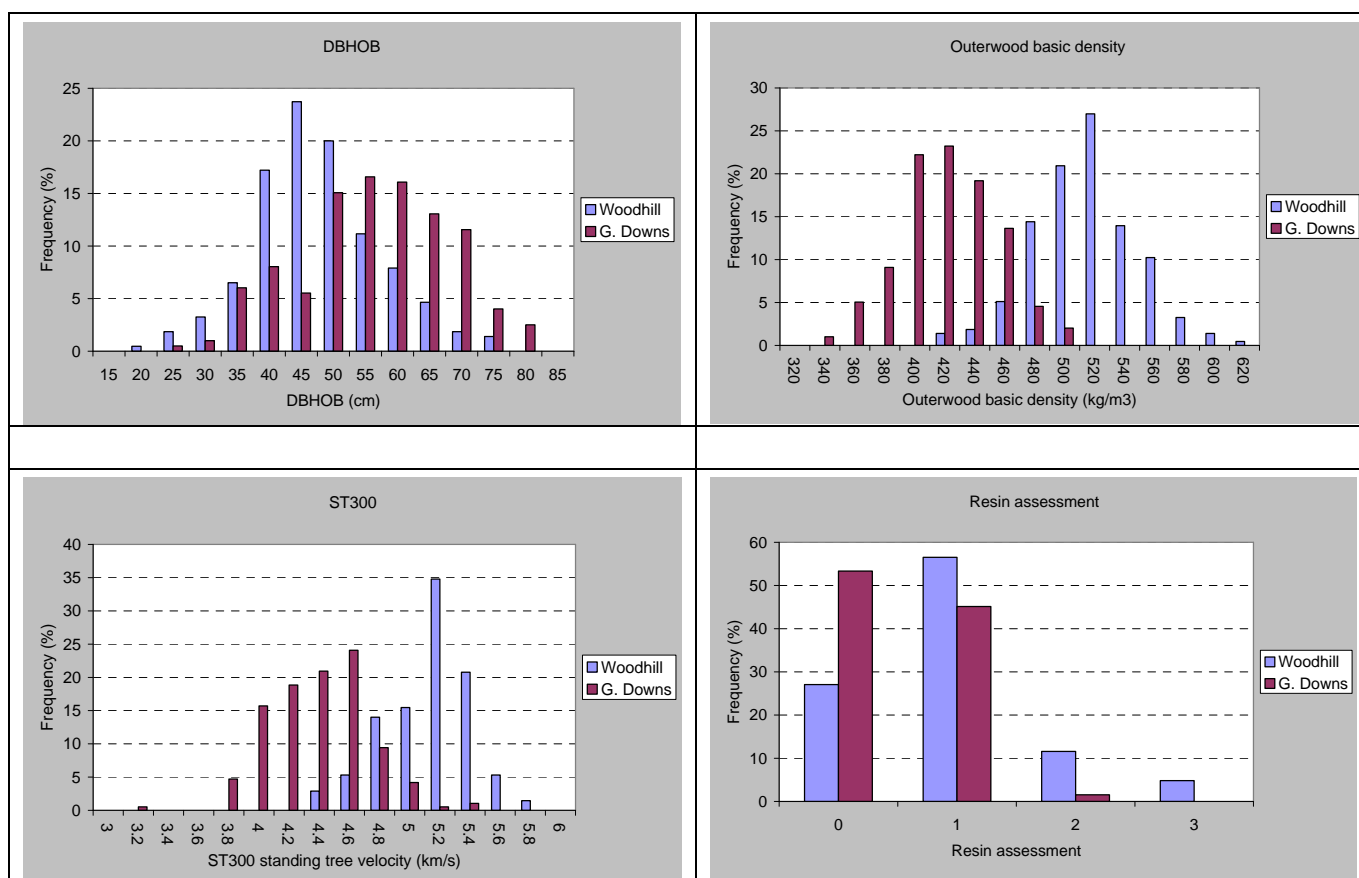 DBHOB
25
20
15
10
5
0
Frequency (%)
15 20 25 30 35 40 45 50 55 60 65 70 75 80 85
DBHOB (cm)
Woodhill
G. Downs
Outerwood basic density
30
25
20
15
10
5
0
Frequency (%)
320 340 360 380 400 420 440 460 480 500 520 540 560 580 600 620
Outerwood basic density (kg/m3)
Woodhill
G. Downs
ST300
40
35
30
25
20
15
10
5
0
Frequency (%)
3 3.2 3.4 3.6 3.8 4 4.2 4.4 4.6 4.8 5 5.2 5.4 5.6 5.8 6
ST300 standing tree velocity (km/s)
Woodhill
G. Downs
Resin assessment
60
50
40
30
20
10
0
Frequency (%)
0 1 2 3
Resin assessment
Woodhill
G. Downs